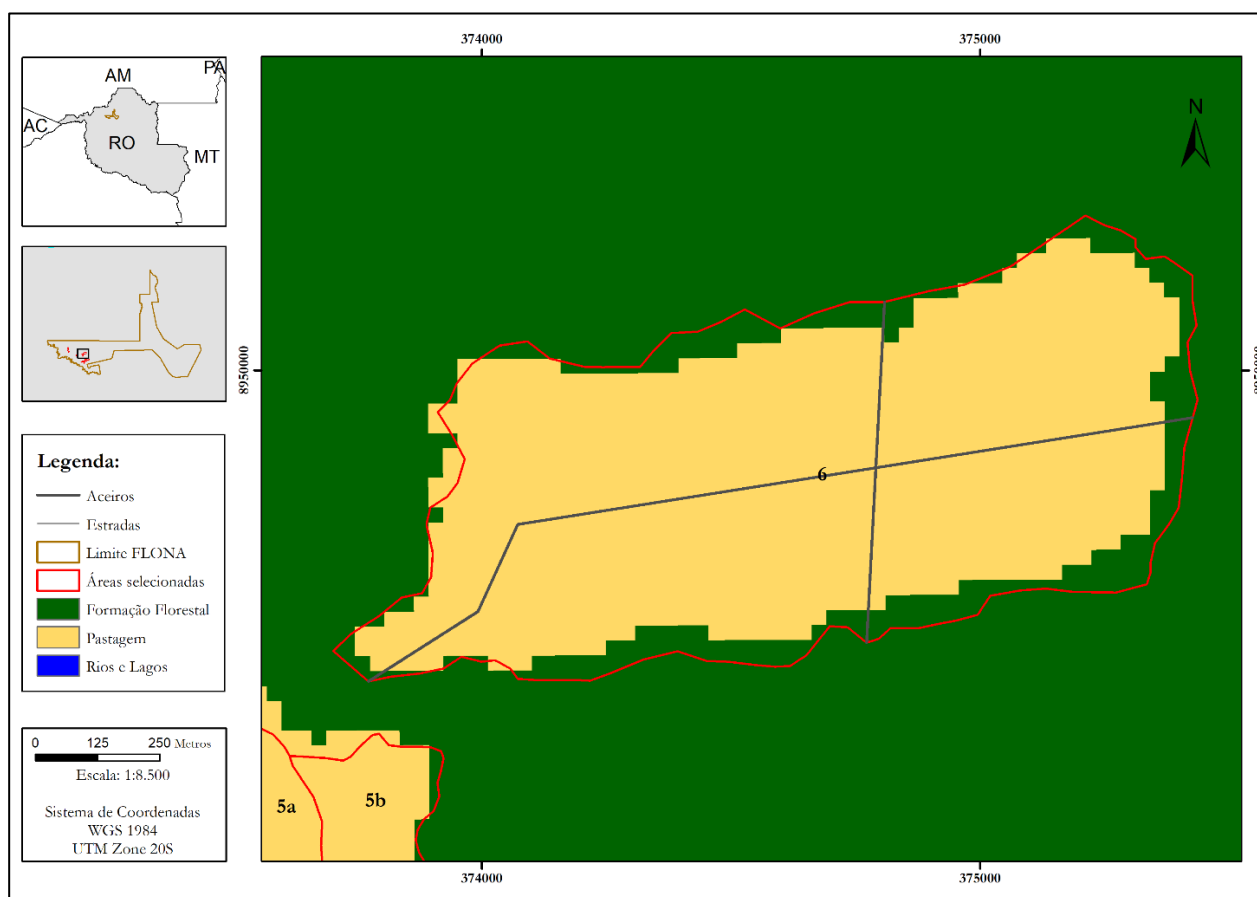 AM
PA
AC
RO
MT
Legenda:
Aceiros
Estradas
Limite FLONA
Áreas selecionadas
Formação Florestal
Pastagem
Rios e Lagos
0 125 250 Metros
Escala: 1:8.500
Sistema de Coordenadas
WGS 1984
UTM Zone 20S
374000 375000
N
8950000 8950000
6
5a
5b
374000 375000